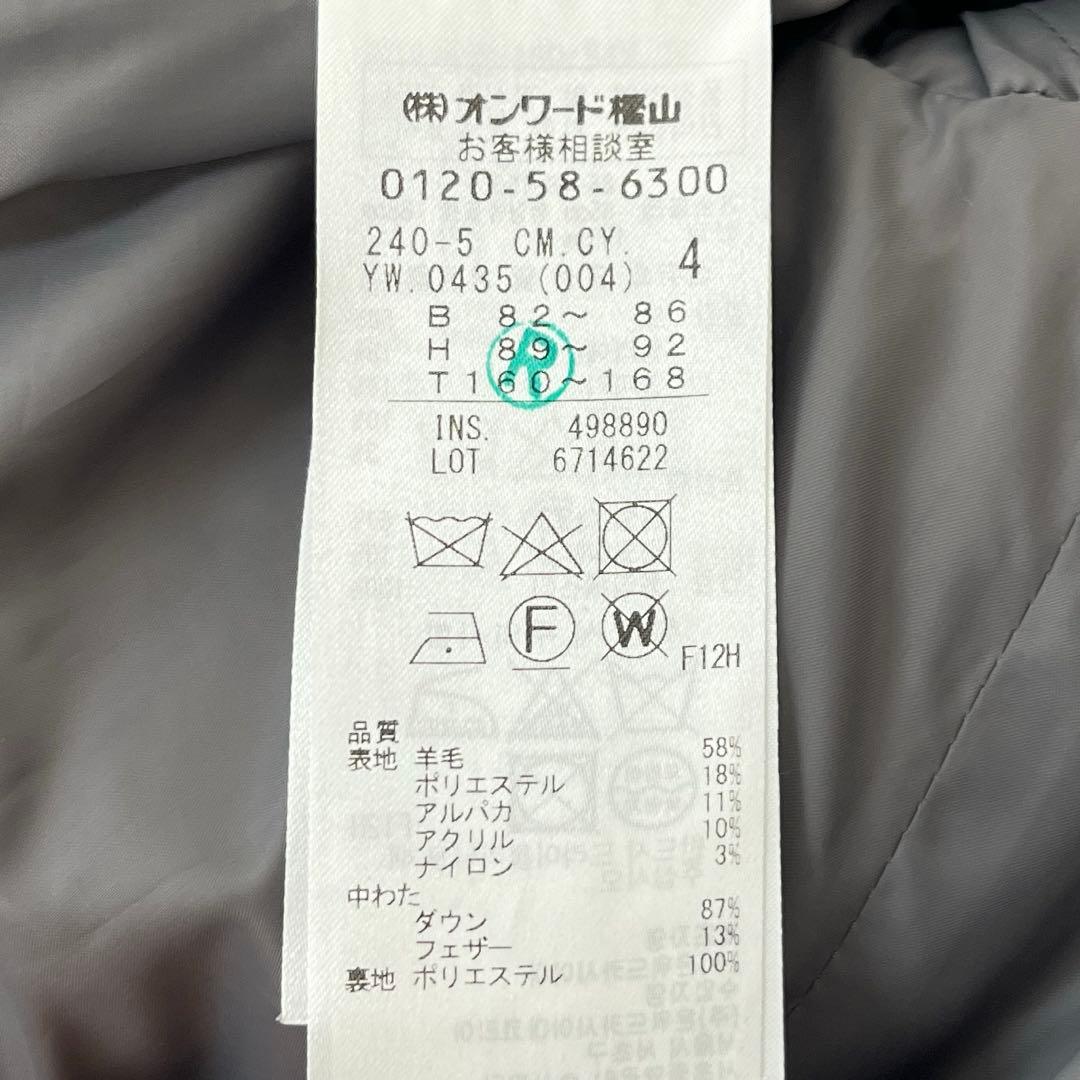 (株)オンワード樫山
お客様相談室
0120-58-6300
240-5 CM.CY. 4
YW.0435 (004)
B 82～ 86
H 89～ 92
T160～168
R
INS. 498890
LOT 6714622
F W F12H
品質
表地 羊毛 58%
ポリエステル 18%
アルパカ 11%
アクリル 10%
ナイロン 3%
中わた
ダウン 87%
フェザー 13%
裏地 ポリエステル 100%